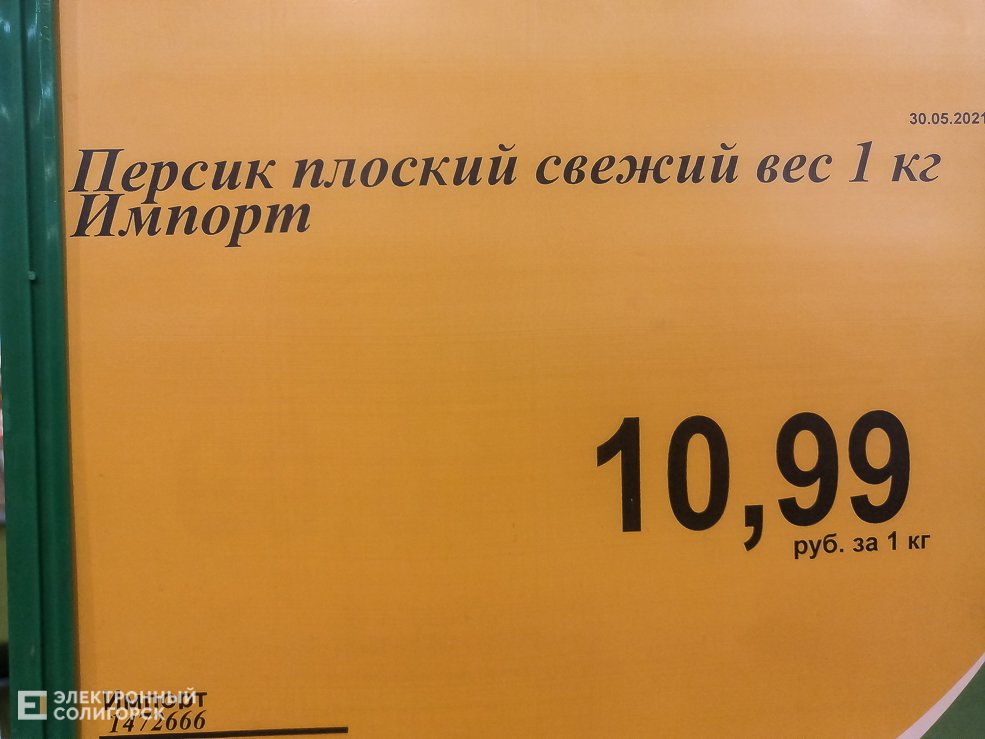 30.05.2021
Персик плоский свежий вес 1 кг
Импорт
10,99
руб. за 1 кг
Импорт
1472666
ЭЛЕКТРОННЫЙ
СОЛИГОРСК